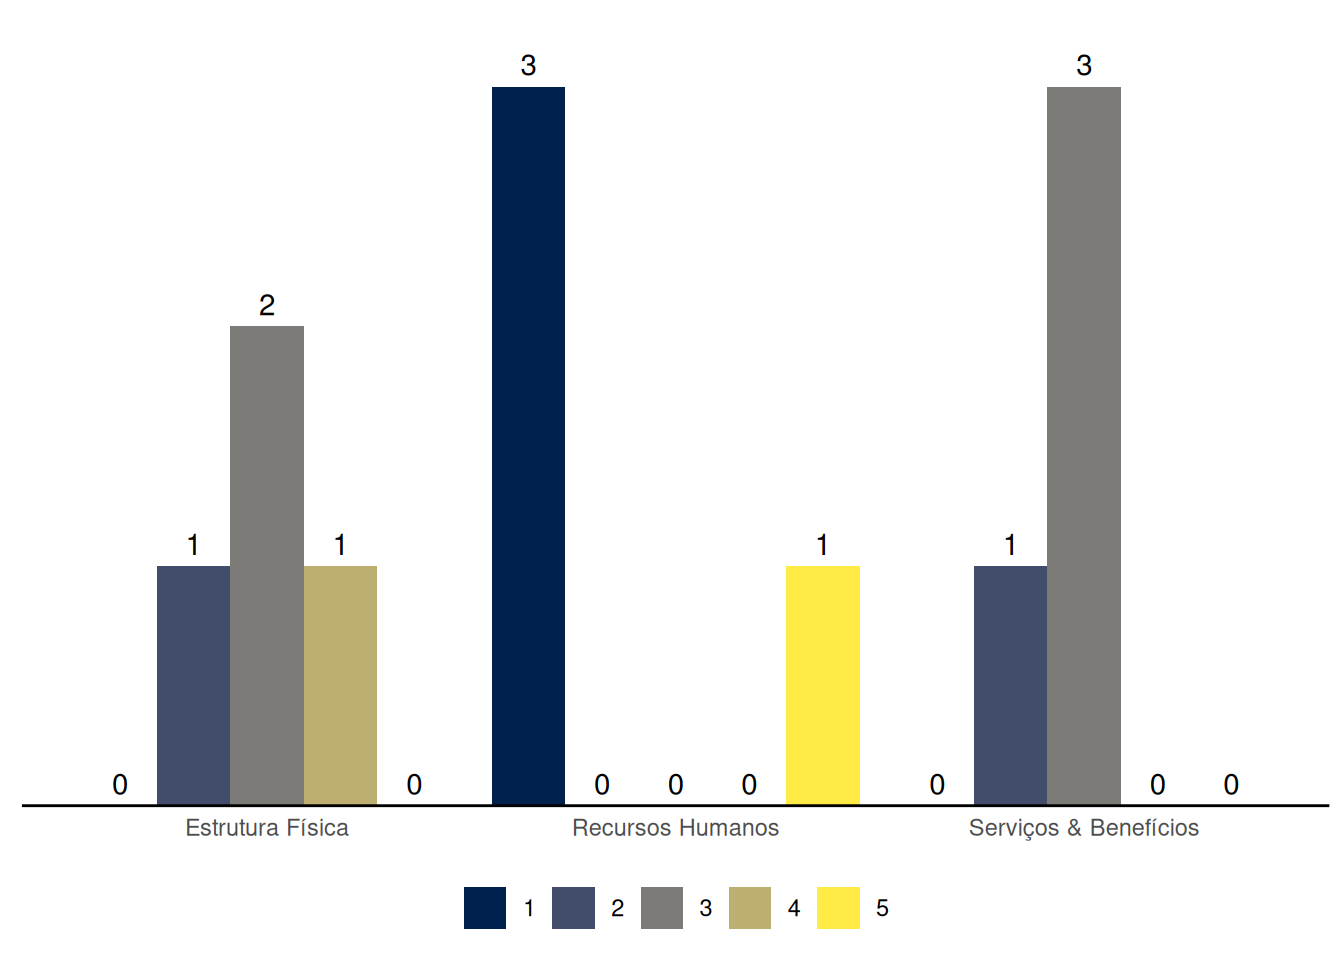 3 3
2
1 1 1 1
0 0 0 0 0 0 0 0
Estrutura Física Recursos Humanos Serviços & Benefícios
1 2 3 4 5